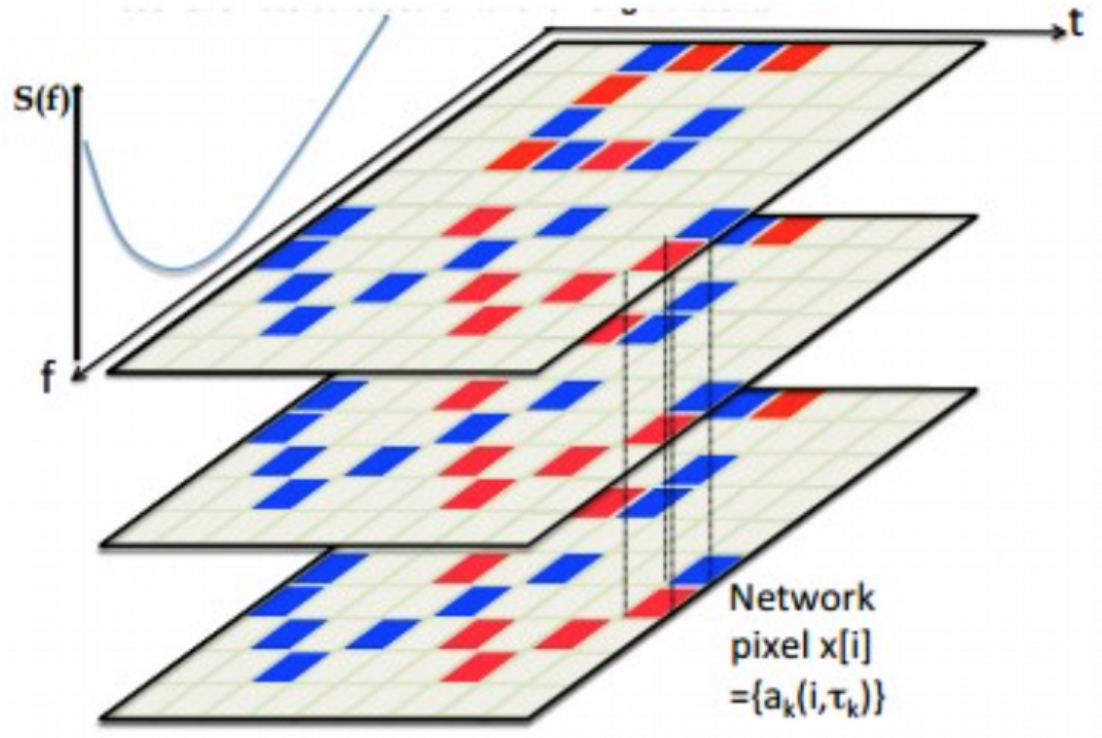 t
S(f)
f
Network
pixel x[i]
={aₖ(i,τₖ)}